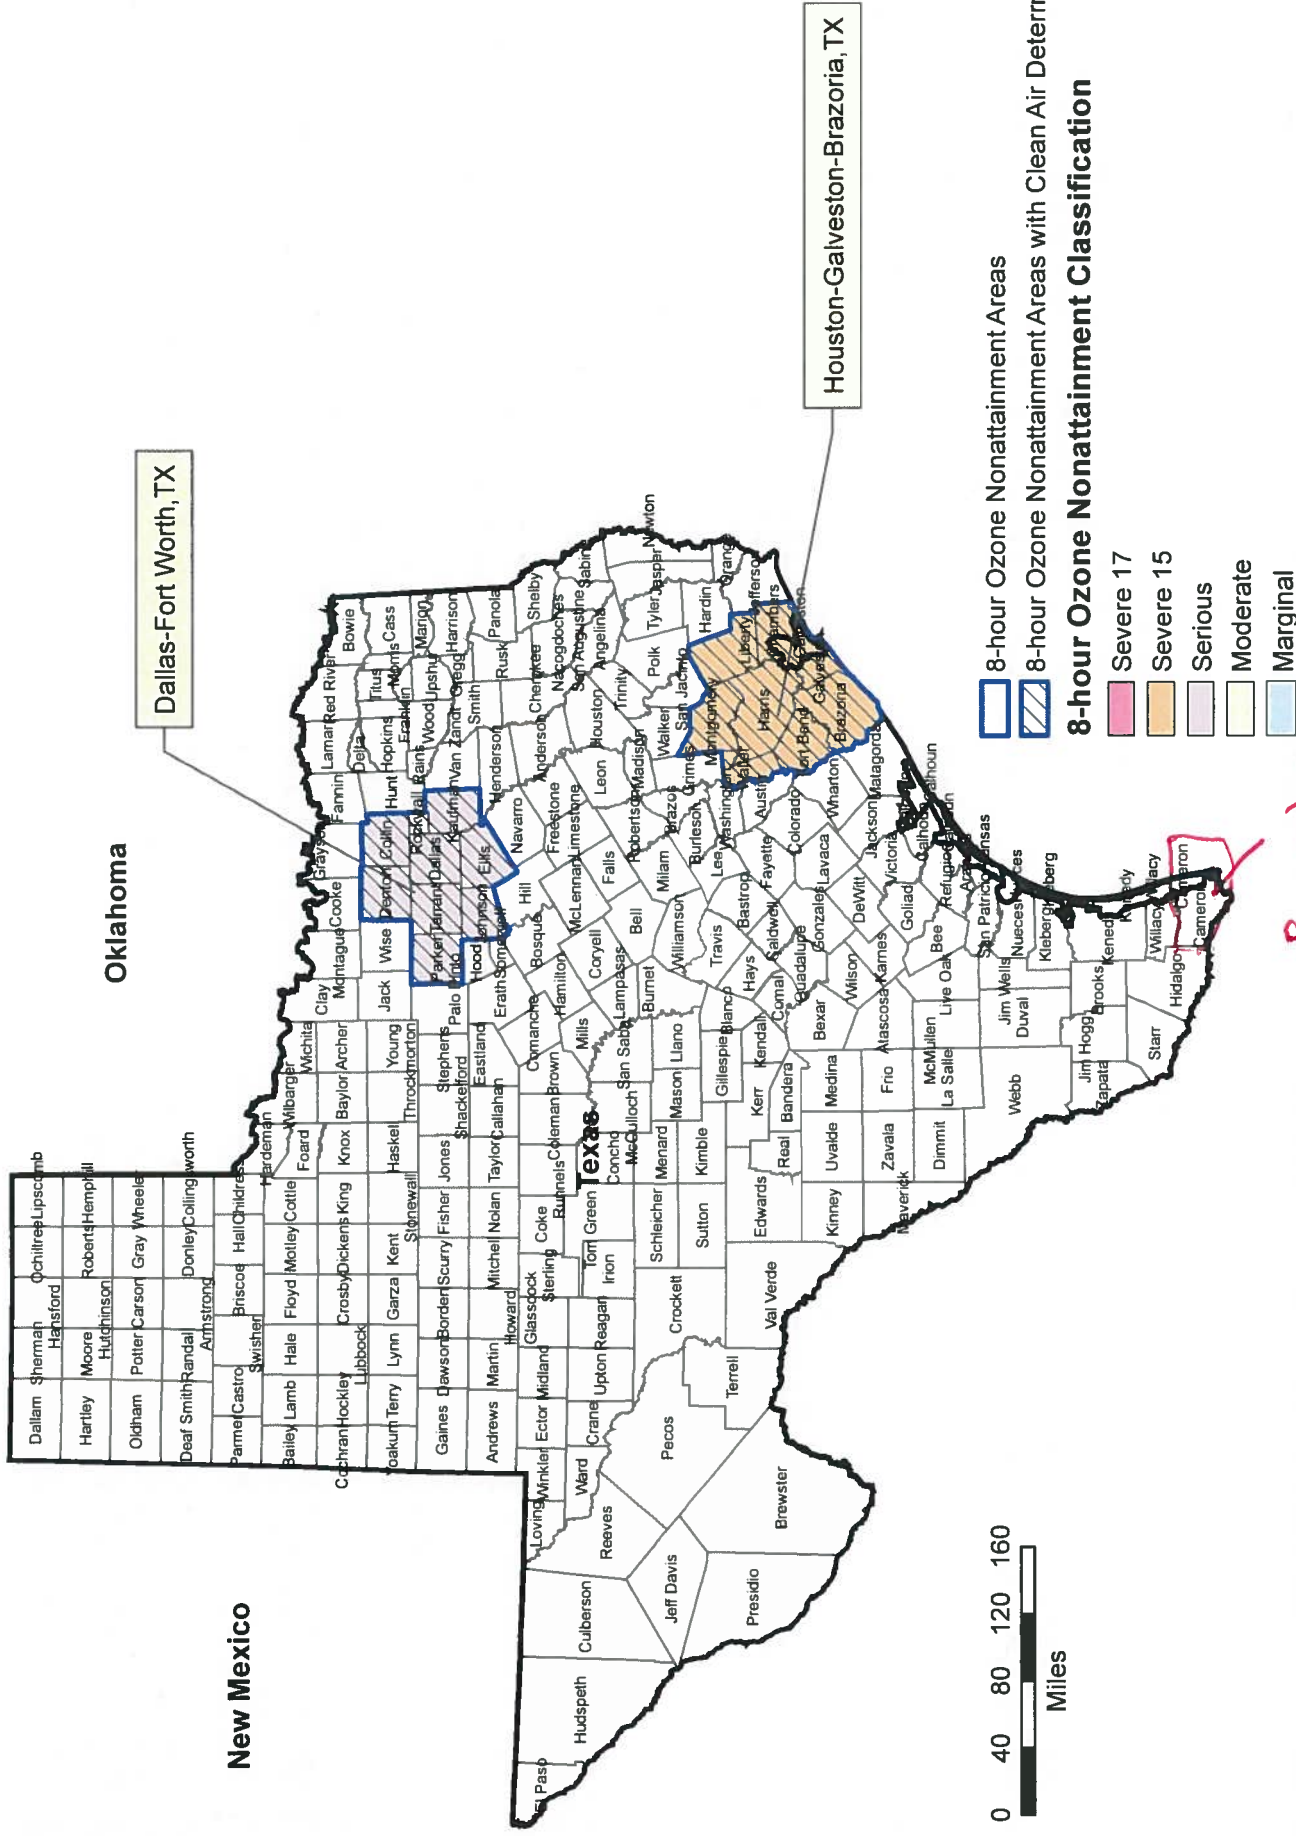 New Mexico
Oklahoma
Dallas-Fort Worth, TX
Houston-Galveston-Brazoria, TX
Texas
Dallam
Sherman
Hansford
Ochiltree
Lipscomb
Hartley
Moore
Hutchinson
Roberts
Hemphill
Oldham
Potter
Carson
Gray
Wheeler
Deaf Smith
Randall
Armstrong
Donley
Collingsworth
Parmer
Castro
Swisher
Briscoe
Hall
Childress
Bailey
Lamb
Hale
Floyd
Motley
Cottle
Hardeman
Foard
Wilbarger
Wichita
Clay
Montague
Cooke
Grayson
Fannin
Lamar
Red River
Bowie
Cochran
Hockley
Lubbock
Crosby
Dickens
King
Knox
Baylor
Archer
Jack
Wise
Denton
Collin
Hunt
Delta
Hopkins
Franklin
Titus
Morris
Cass
Yoakum
Terry
Lynn
Garza
Kent
Stonewall
Haskell
Throckmorton
Young
Palo Pinto
Parker
Tarrant
Dallas
Rockwall
Kaufman
Rains
Van Zandt
Wood
Upshur
Marion
Gaines
Dawson
Borden
Scurry
Fisher
Jones
Shackelford
Stephens
Hood
Johnson
Ellis
Henderson
Smith
Gregg
Harrison
Andrews
Martin
Howard
Mitchell
Nolan
Taylor
Callahan
Eastland
Erath
Somervell
Hill
Navarro
Anderson
Cherokee
Rusk
Panola
El Paso
Hudspeth
Culberson
Loving
Winkler
Ector
Midland
Glasscock
Sterling
Coke
Runnels
Coleman
Brown
Comanche
Hamilton
Bosque
McLennan
Limestone
Freestone
Leon
Houston
Nacogdoches
San Augustine
Shelby
Sabine
Reeves
Ward
Crane
Upton
Reagan
Irion
Tom Green
Concho
McCulloch
San Saba
Mills
Lampasas
Coryell
Bell
Falls
Robertson
Madison
Walker
Trinity
Angelina
Polk
Tyler
Jasper
Newton
Jeff Davis
Pecos
Crockett
Schleicher
Menard
Mason
Llano
Burnet
Williamson
Milam
Burleson
Brazos
Grimes
San Jacinto
Hardin
Orange
Presidio
Brewster
Terrell
Val Verde
Sutton
Kimble
Gillespie
Blanco
Travis
Lee
Washington
Montgomery
Liberty
Jefferson
Edwards
Real
Kerr
Kendall
Hays
Bastrop
Fayette
Austin
Waller
Harris
Chambers
Kinney
Uvalde
Bandera
Medina
Bexar
Comal
Guadalupe
Caldwell
Gonzales
Lavaca
Colorado
Wharton
Fort Bend
Brazoria
Galveston
Maverick
Zavala
Frio
Atascosa
Wilson
Karnes
DeWitt
Victoria
Jackson
Matagorda
Dimmit
La Salle
McMullen
Live Oak
Bee
Goliad
Refugio
Calhoun
Calhoun
Aransas
Webb
Duval
Jim Wells
San Patricio
Nueces
Nueces
Kleberg
Kleberg
Zapata
Jim Hogg
Brooks
Kenedy
Kenedy
Starr
Hidalgo
Willacy
Willacy
Cameron
Cameron
0 40 80 120 160
Miles
8-hour Ozone Nonattainment Areas
8-hour Ozone Nonattainment Areas with Clean Air
8-hour Ozone Nonattainment Classification
Severe 17
Severe 15
Serious
Moderate
Marginal